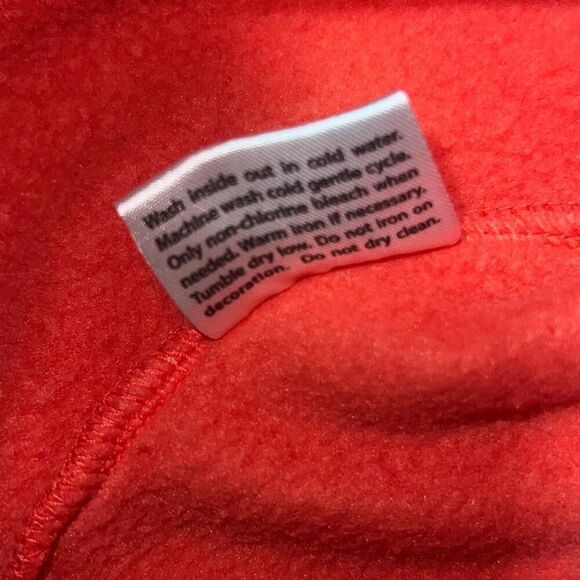 Wash inside out in cold water.
Machine wash cold gentle cycle.
Only non-chlorine bleach when
needed. Warm iron if necessary.
Tumble dry low. Do not iron on
decoration. Do not dry clean.